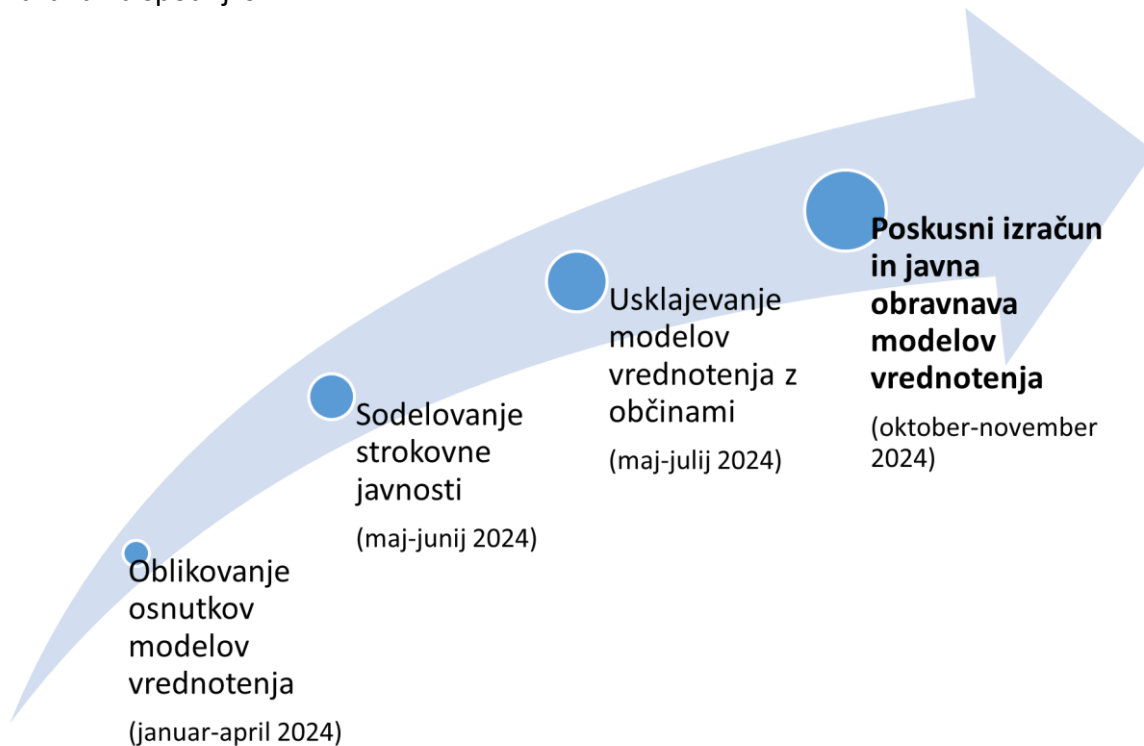 Oblikovanje
osnutkov
modelov
vrednotenja
(januar-april 2024)
Sodelovanje
strokovne
javnosti
(maj-junij 2024)
Usklajevanje
modelov
vrednotenja z
občinami
(maj-julij 2024)
Poskusni izračun
in javna
obravnava
modelov
vrednotenja
(oktober-november
2024)